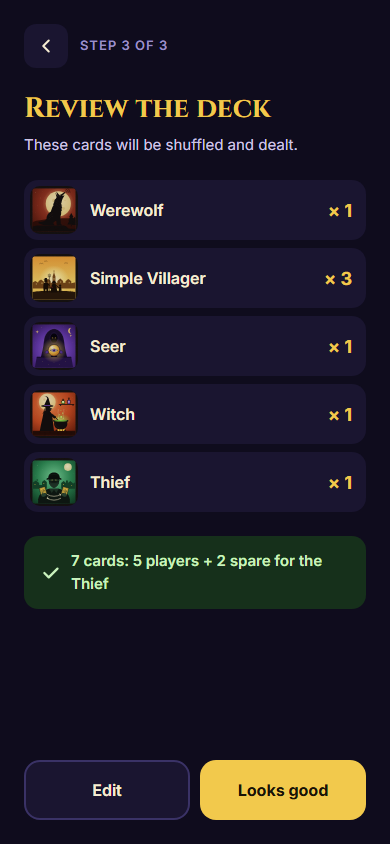 STEP 3 OF 3
Review the deck
These cards will be shuffled and dealt.
Werewolf × 1
Simple Villager × 3
Seer × 1
Witch × 1
Thief × 1
7 cards: 5 players + 2 spare for the
Thief
Edit Looks good